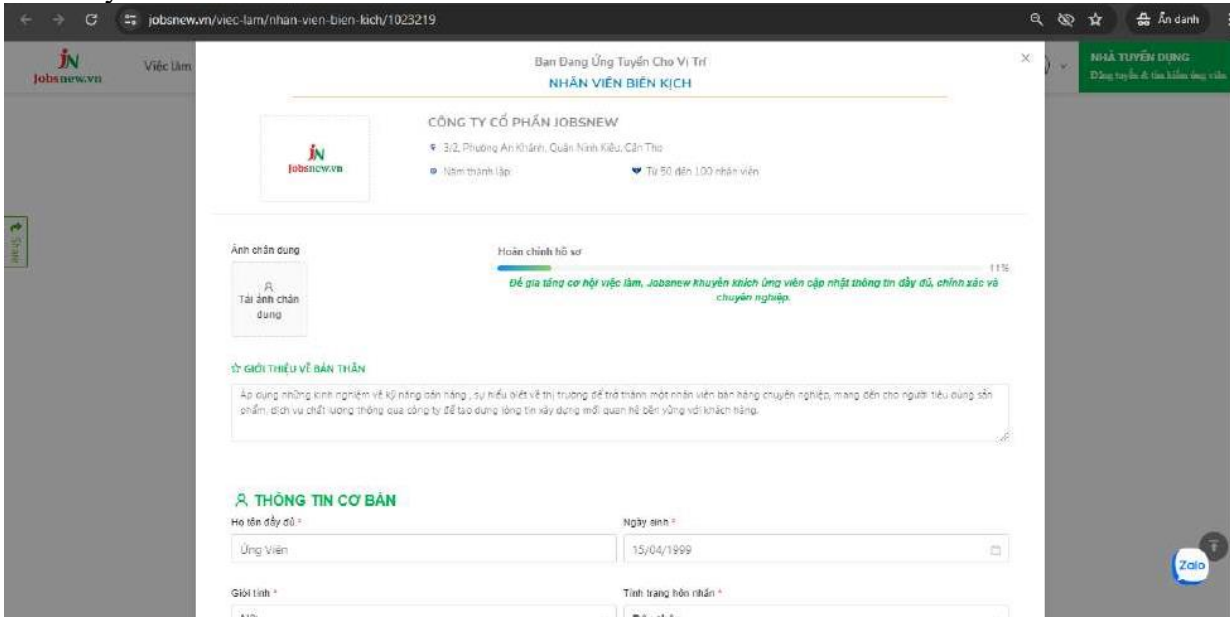 jobsnew.vn/viec-lam/nhan-vien-bien-kich/1023219
Ẩn danh
jN
Jobsnew.vn
Việc làm
NHÀ TUYỂN DỤNG
Đăng tuyển & tìm kiếm ứng viên
Bạn Đang Ứng Tuyển Cho Vị Trí
NHÂN VIÊN BIÊN KỊCH
jN
Jobsnew.vn
CÔNG TY CỔ PHẦN JOBSNEW
3/2, Phường An Khánh, Quận Ninh Kiều, Cần Thơ
Năm thành lập:
Từ 50 đến 100 nhân viên
Share
Ảnh chân dung
Tải ảnh chân
dung
Hoàn chỉnh hồ sơ
11%
Để gia tăng cơ hội việc làm, Jobsnew khuyến khích ứng viên cập nhật thông tin đầy đủ, chính xác và
chuyên nghiệp.
GIỚI THIỆU VỀ BẢN THÂN
Áp dụng những kinh nghiệm về kỹ năng bán hàng , sự hiểu biết về thị trường để trở thành một nhân viên bán hàng chuyên nghiệp, mang đến cho người tiêu dùng sản
phẩm, dịch vụ chất lượng thông qua công ty để tạo dựng lòng tin xây dựng mối quan hệ bền vững với khách hàng.
THÔNG TIN CƠ BẢN
Họ tên đầy đủ *
Ngày sinh *
Ứng Viên
15/04/1999
Giới tính *
Tình trạng hôn nhân *
Zalo